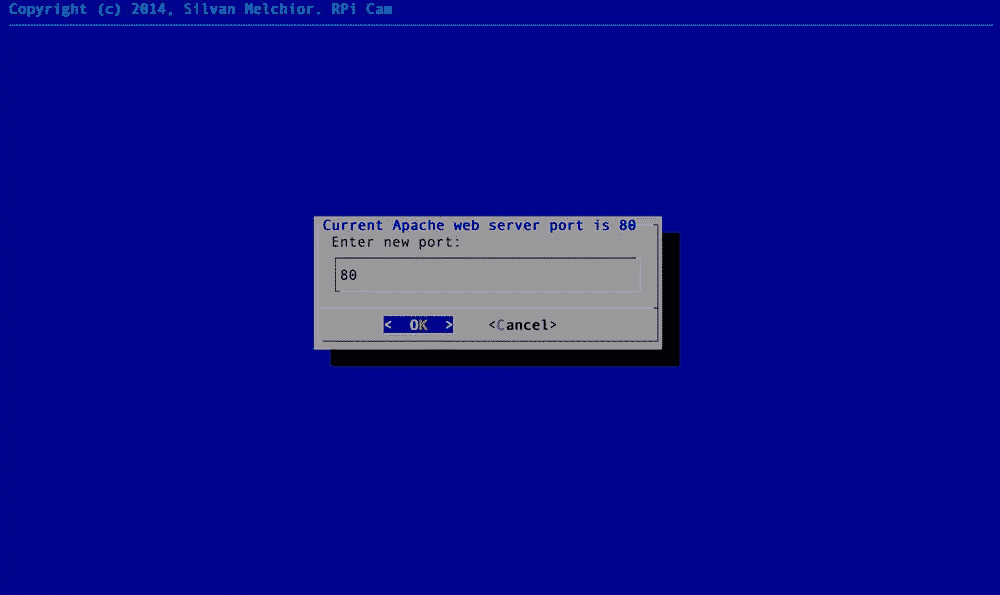 Copyright (c) 2014, Silvan Melchior. RPi Cam
Current Apache web server port is 80
Enter new port:
80
< OK > <Cancel>